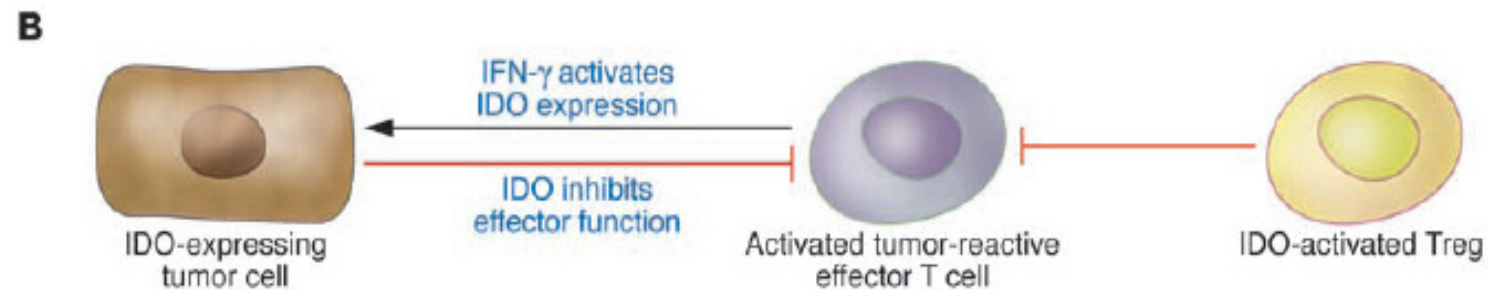 B
IFN-γ activates
IDO expression
IDO inhibits
effector function
IDO-expressing
tumor cell
Activated tumor-reactive
effector T cell
IDO-activated Treg